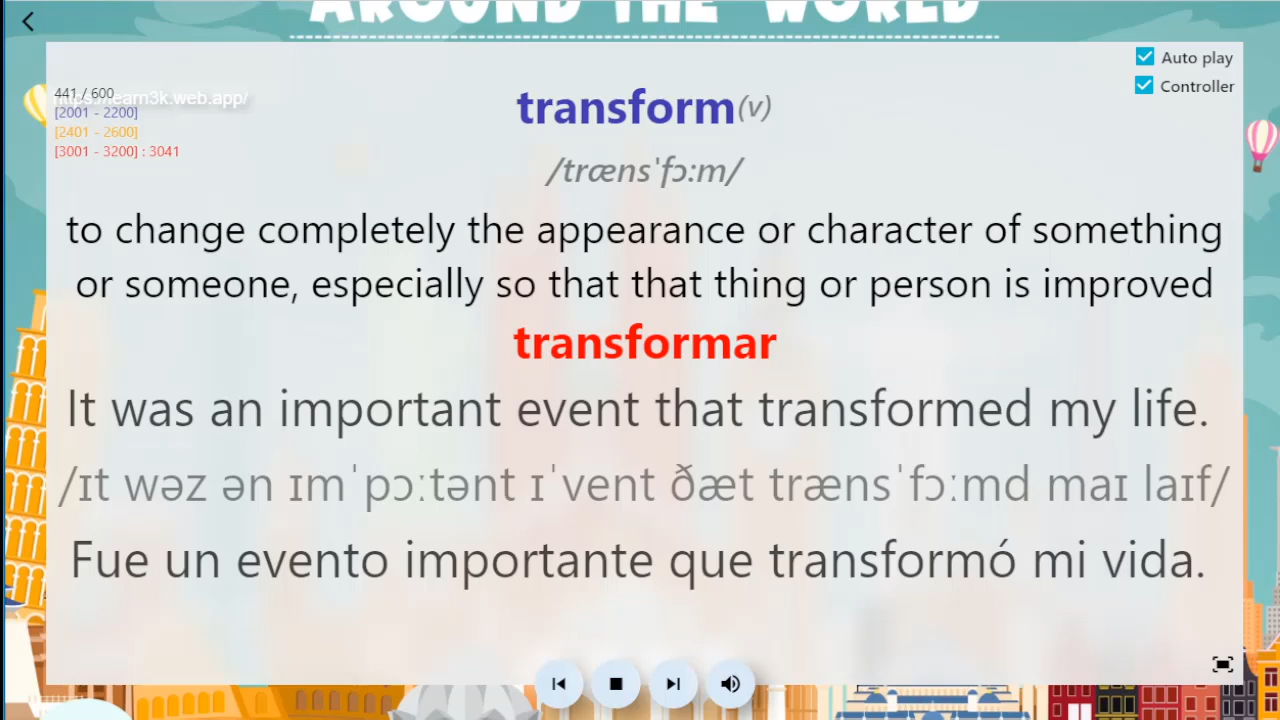 AROUND THE WORLD
Auto play
Controller
441 / 600
https://learn3k.web.app/
[2001 - 2200]
[2401 - 2600]
[3001 - 3200] : 3041
transform(v)
/trænsˈfɔːm/
to change completely the appearance or character of something
or someone, especially so that that thing or person is improved
transformar
It was an important event that transformed my life.
/ɪt wəz ən ɪmˈpɔːtənt ɪˈvent ðæt trænsˈfɔːmd maɪ laɪf/
Fue un evento importante que transformó mi vida.